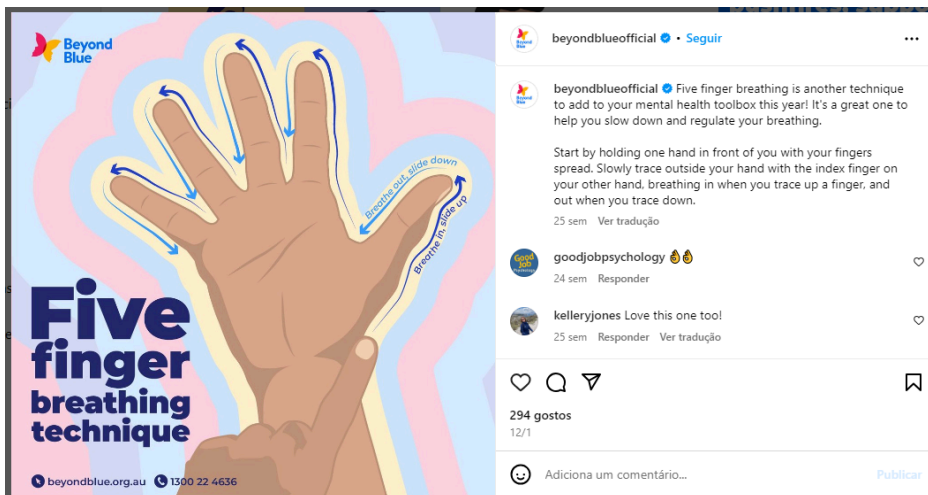 Beyond
Blue
Breathe out, slide down
Breathe in, slide up
Five
finger
breathing
technique
beyondblue.org.au 1300 22 4636
beyondblueofficial • Seguir
beyondblueofficial Five finger breathing is another technique
to add to your mental health toolbox this year! It's a great one to
help you slow down and regulate your breathing.
Start by holding one hand in front of you with your fingers
spread. Slowly trace outside your hand with the index finger on
your other hand, breathing in when you trace up a finger, and
out when you trace down.
25 sem Ver tradução
Good
Job
Psychology
goodjobpsychology 👌👌
24 sem Responder
kelleryjones Love this one too!
25 sem Responder Ver tradução
294 gostos
12/1
Adiciona um comentário... Publicar